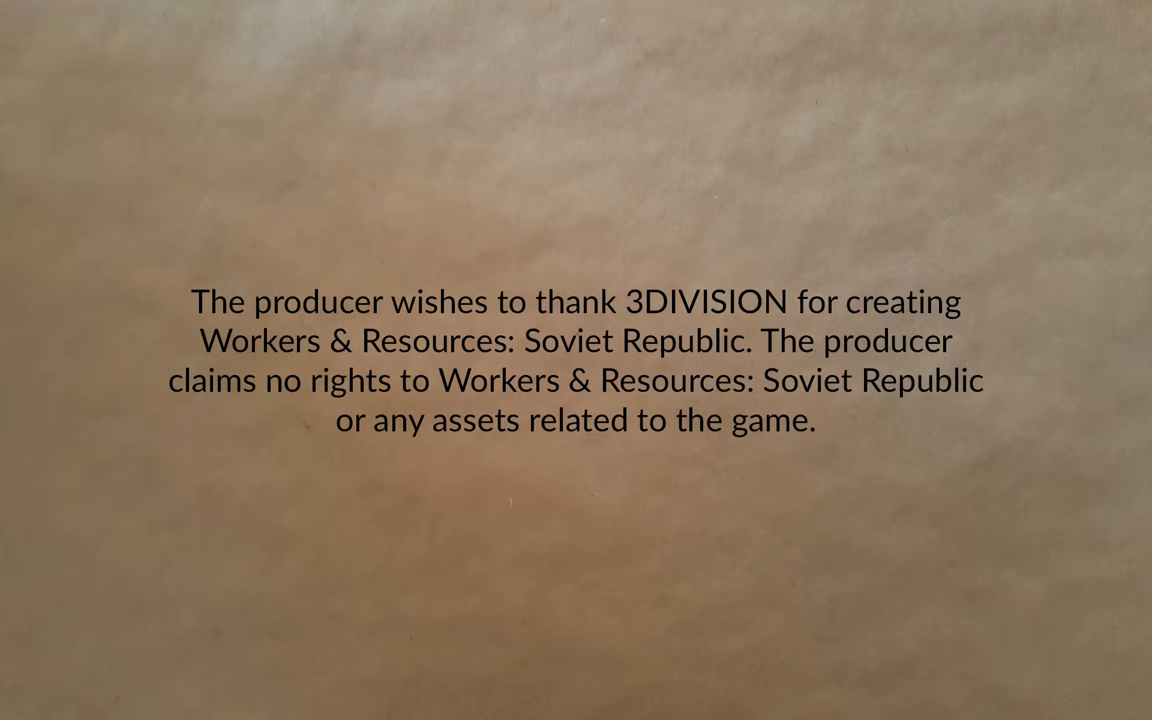 The producer wishes to thank 3DIVISION for creating
Workers & Resources: Soviet Republic. The producer
claims no rights to Workers & Resources: Soviet Republic
or any assets related to the game.